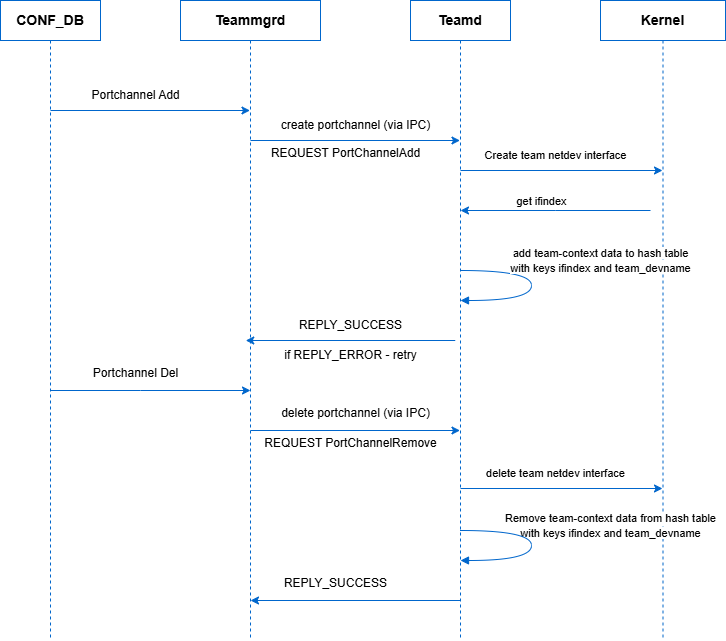 CONF_DB
Teammgrd
Teamd
Kernel
Portchannel Add
create portchannel (via IPC)
REQUEST PortChannelAdd
Create team netdev interface
get ifindex
add team-context data to hash table
with keys ifindex and team_devname
REPLY_SUCCESS
if REPLY_ERROR - retry
Portchannel Del
delete portchannel (via IPC)
REQUEST PortChannelRemove
delete team netdev interface
Remove team-context data from hash table
with keys ifindex and team_devname
REPLY_SUCCESS